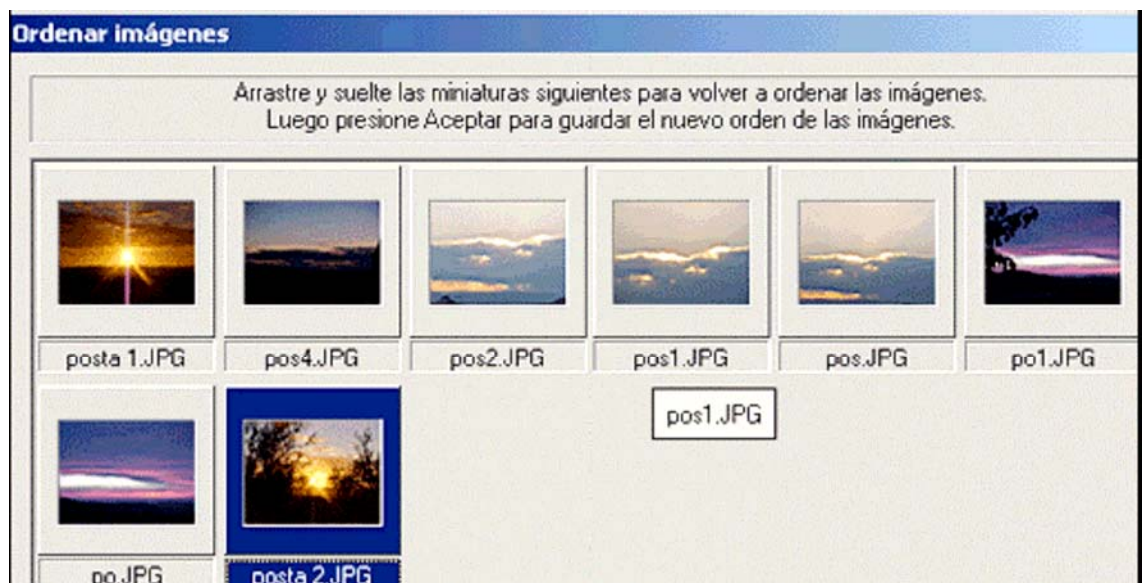 Ordenar imágenes
Arrastre y suelte las miniaturas siguientes para volver a ordenar las imágenes.
Luego presione Aceptar para guardar el nuevo orden de las imágenes.
posta 1.JPG pos4.JPG pos2.JPG pos1.JPG pos.JPG po1.JPG
pos1.JPG
po.JPG posta 2.JPG